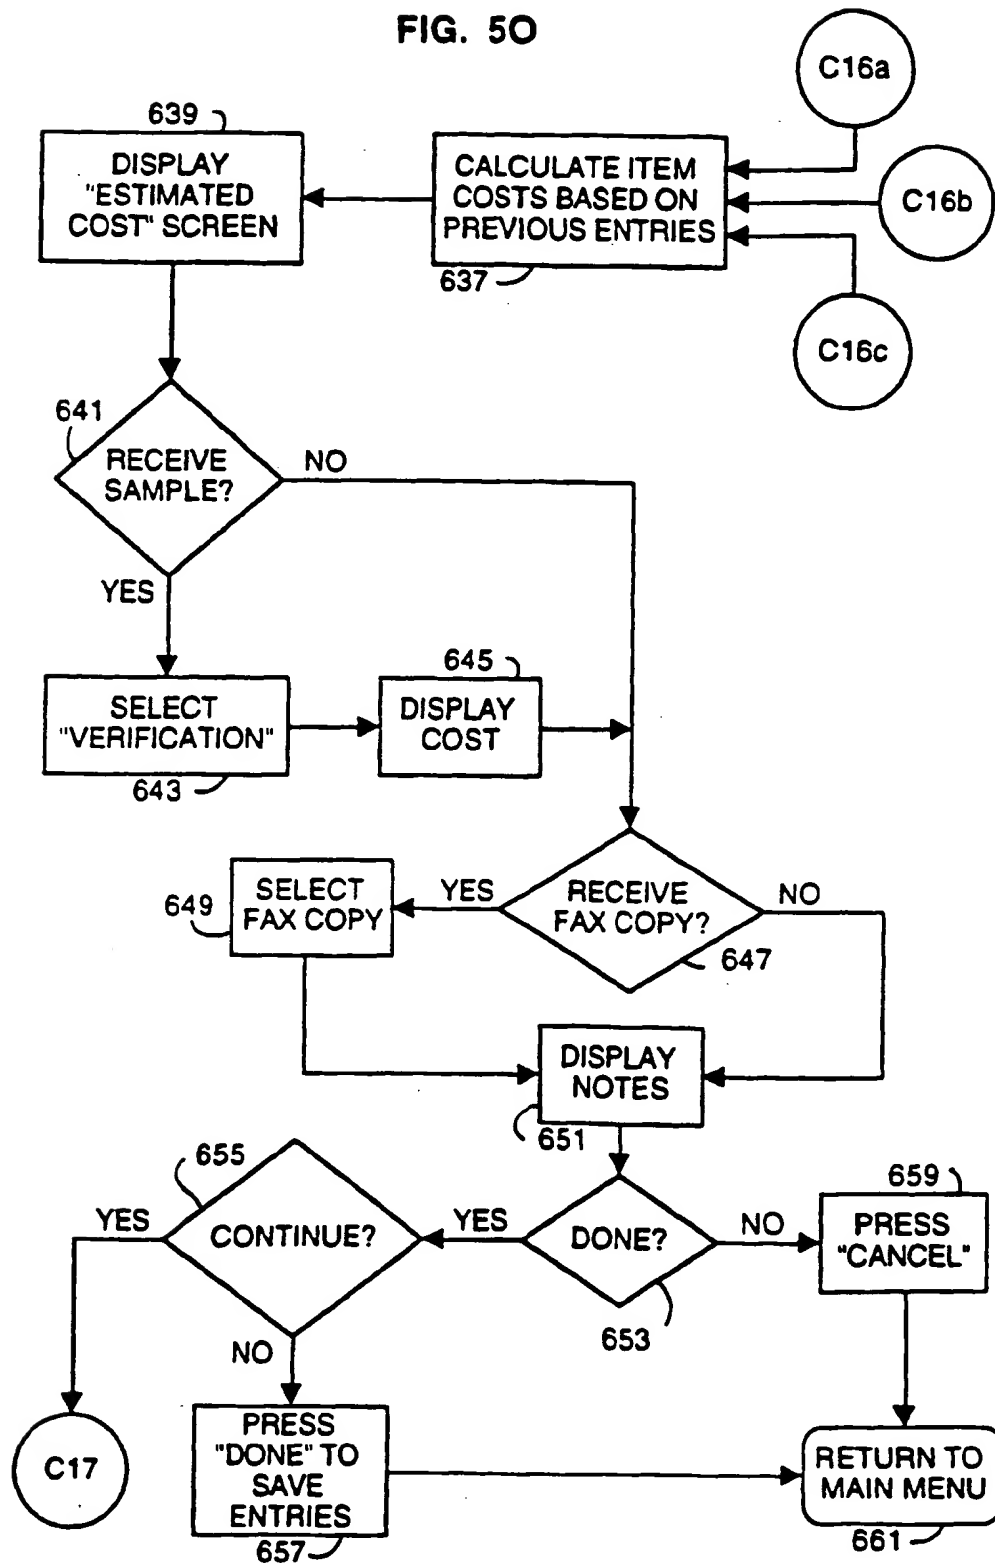 FIG. 5O
C16a
639
DISPLAY
"ESTIMATED
COST" SCREEN
CALCULATE ITEM
COSTS BASED ON
PREVIOUS ENTRIES
637
C16b
C16c
641
RECEIVE
SAMPLE?
NO
YES
SELECT
"VERIFICATION"
643
645
DISPLAY
COST
649
SELECT
FAX COPY
YES
RECEIVE
FAX COPY?
NO
647
DISPLAY
NOTES
651
655
YES
CONTINUE?
YES
DONE?
NO
653
659
PRESS
"CANCEL"
NO
C17
PRESS
"DONE" TO
SAVE
ENTRIES
657
RETURN TO
MAIN MENU
661